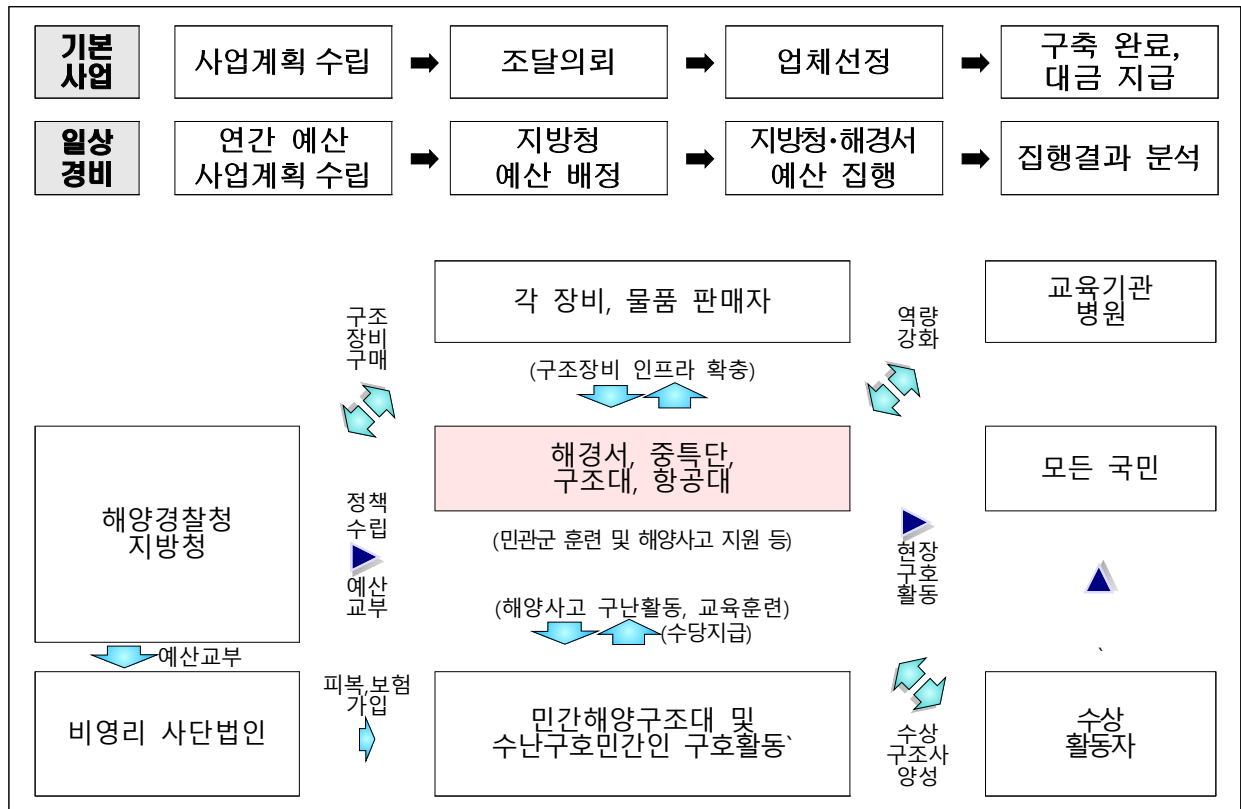 기본
사업
사업계획 수립
조달의뢰
업체선정
구축 완료,
대금 지급
일상
경비
연간 예산
사업계획 수립
지방청
예산 배정
지방청·해경서
예산 집행
집행결과 분석
구조
장비
구매
각 장비, 물품 판매자
(구조장비 인프라 확충)
역량
강화
교육기관
병원
해양경찰청
지방청
정책
수립
예산
교부
해경서, 중특단,
구조대, 항공대
(민관군 훈련 및 해양사고 지원 등)
(해양사고 구난활동, 교육훈련)
(수당지급)
현장
구호
활동
모든 국민
예산교부
비영리 사단법인
피복,보험
가입
민간해양구조대 및
수난구호민간인 구호활동`
수상
구조사
양성
`
수상
활동자